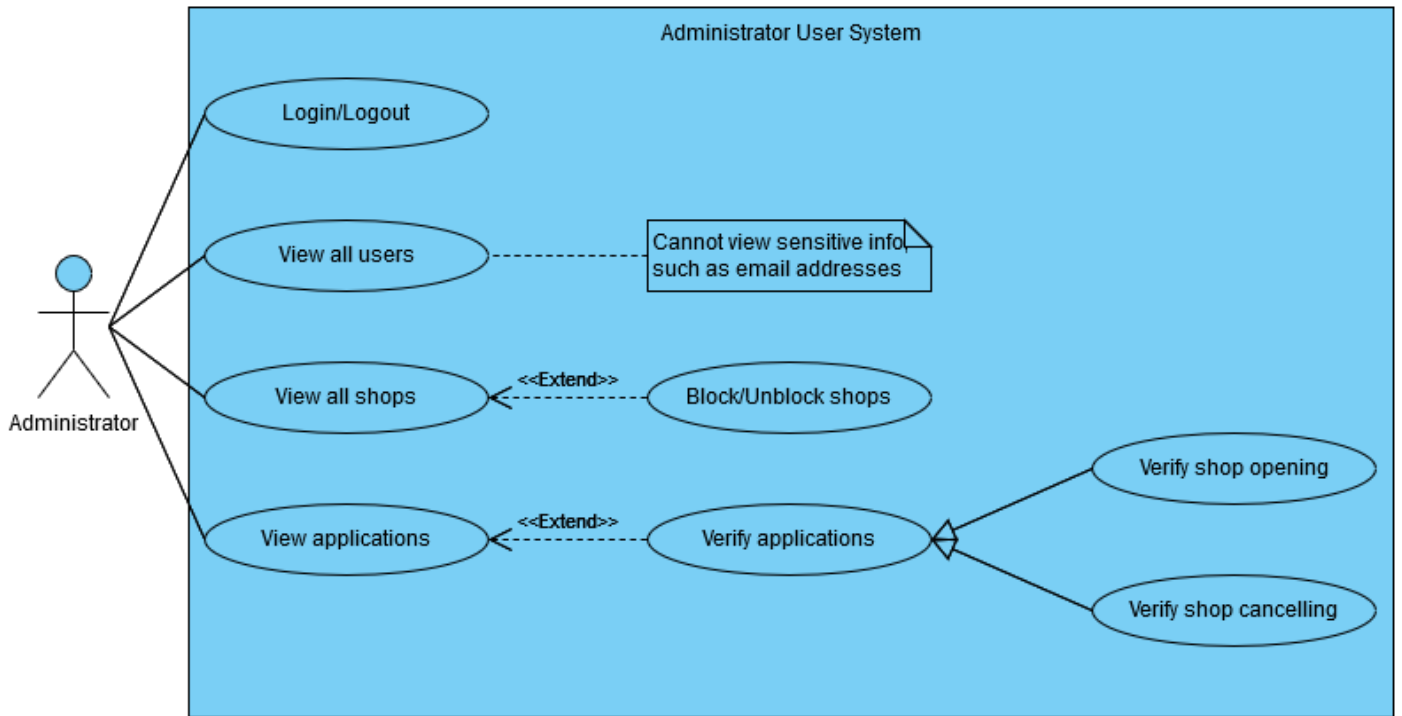 Administrator User System
Login/Logout
View all users
Cannot view sensitive info,
such as email addresses
View all shops
<<Extend>>
Block/Unblock shops
Administrator
Verify shop opening
View applications
<<Extend>>
Verify applications
Verify shop cancelling